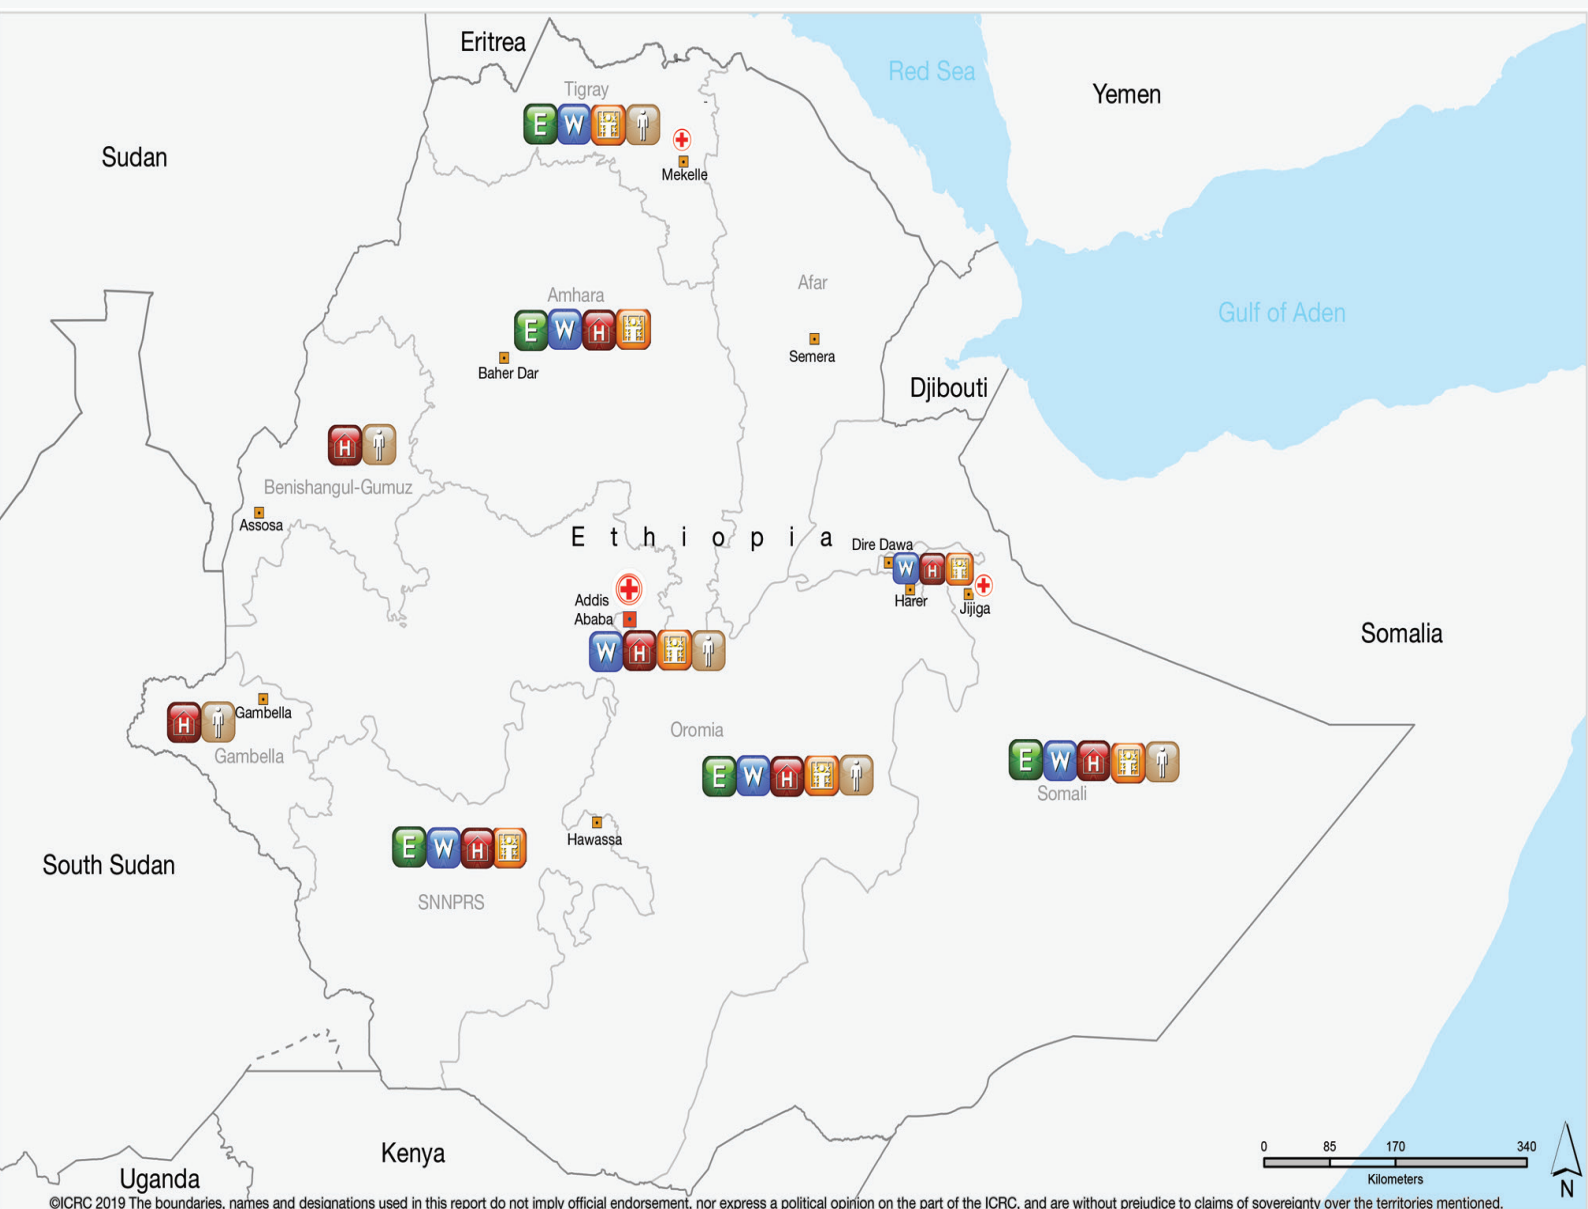 Eritrea
Red Sea
Yemen
Tigray
E W
Sudan
Mekelle
Afar
Amhara
Gulf of Aden
E W H
Semera
Baher Dar
Djibouti
H
Benishangul-Gumuz
Assosa
Ethiopia
Dire Dawa
W H
Addis
Ababa
Harer
Jijiga
Somalia
W H
Gambella
H
Gambella
Oromia
E W H
E W H
Somali
Hawassa
E W H
South Sudan
SNNPRS
Kenya
Uganda
0 85 170 340
Kilometers
N
©ICRC 2019 The boundaries, names and designations used in this report do not imply official endorsement, nor express a political opinion on the part of the ICRC, and are without prejudice to claims of sovereignty over the territories mentioned.